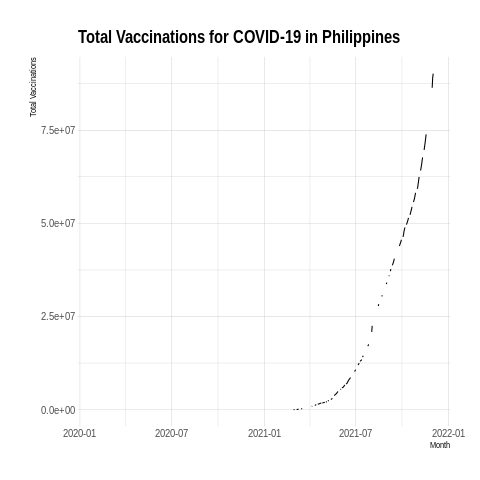 Total Vaccinations for COVID-19 in Philippines
Total Vaccinations
7.5e+07
5.0e+07
2.5e+07
0.0e+00
2020-01 2020-07 2021-01 2021-07 2022-01
Month